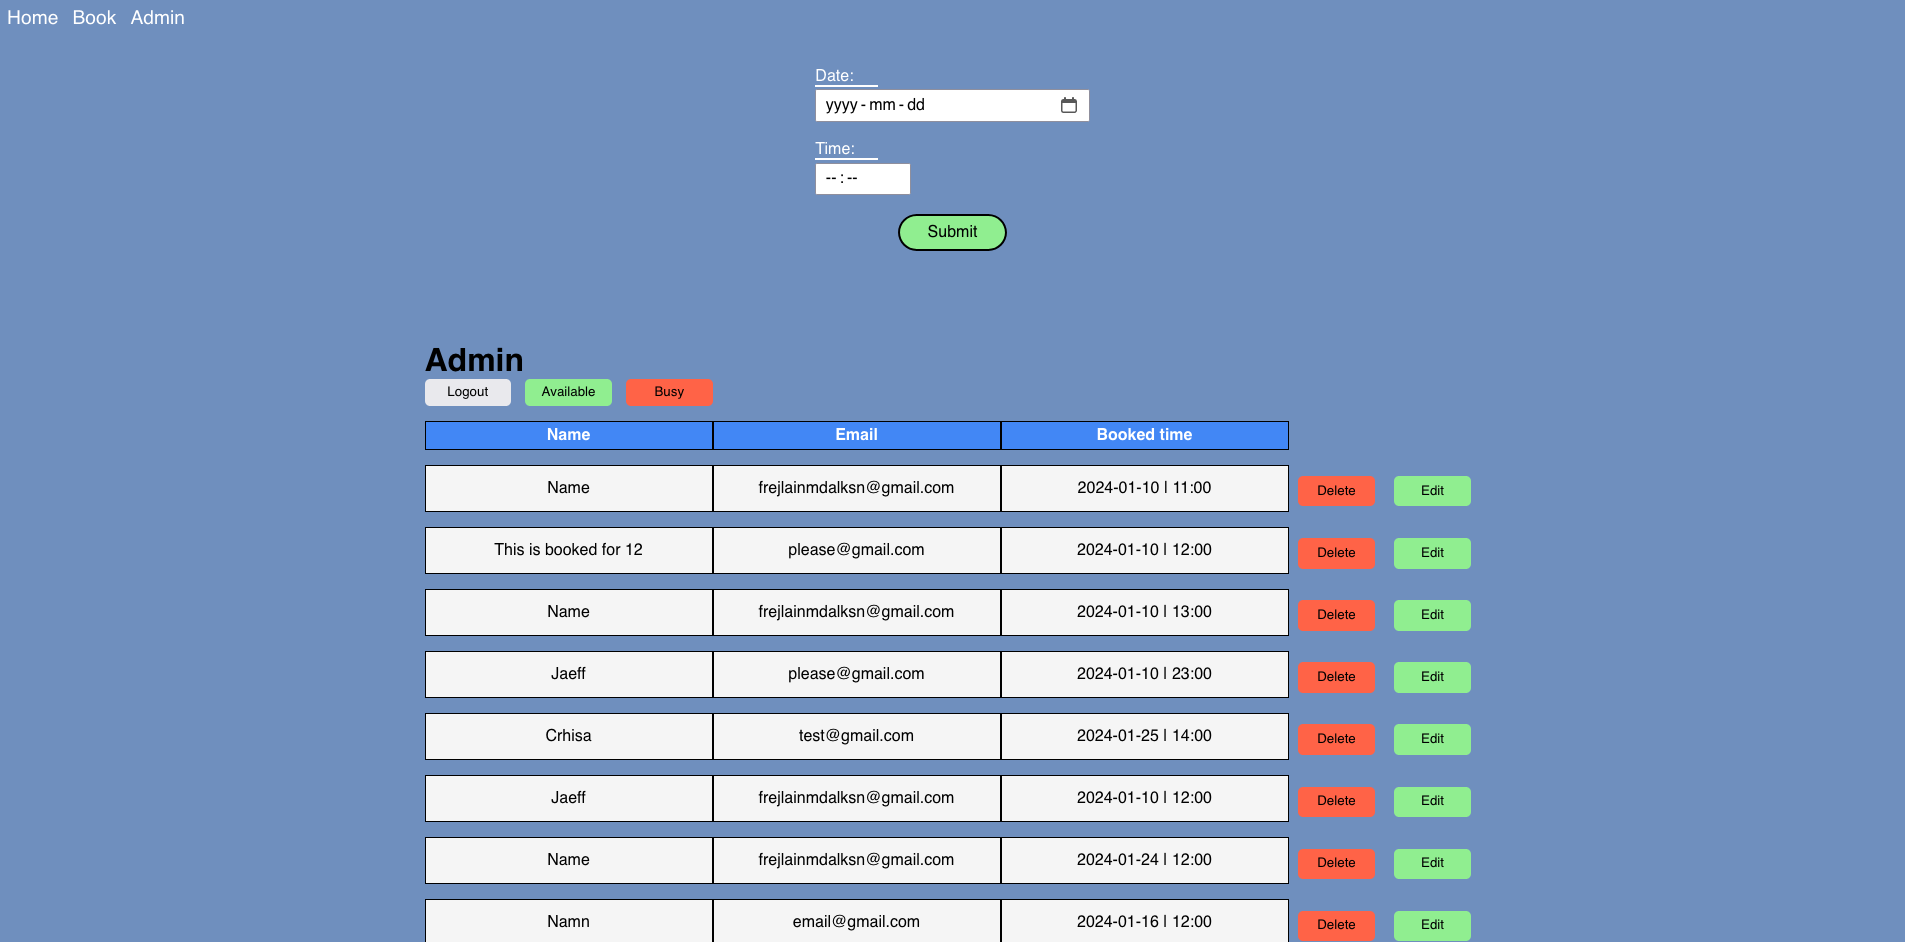 Home Book Admin
Date:
yyyy-mm-dd
Time:
--:--
Submit
Admin
Logout Available Busy
Name Email Booked time
Name frejlainmdalksn@gmail.com 2024-01-10 | 11:00 Delete Edit
This is booked for 12 please@gmail.com 2024-01-10 | 12:00 Delete Edit
Name frejlainmdalksn@gmail.com 2024-01-10 | 13:00 Delete Edit
Jaeff please@gmail.com 2024-01-10 | 23:00 Delete Edit
Crhisa test@gmail.com 2024-01-25 | 14:00 Delete Edit
Jaeff frejlainmdalksn@gmail.com 2024-01-10 | 12:00 Delete Edit
Name frejlainmdalksn@gmail.com 2024-01-24 | 12:00 Delete Edit
Namn email@gmail.com 2024-01-16 | 12:00 Delete Edit